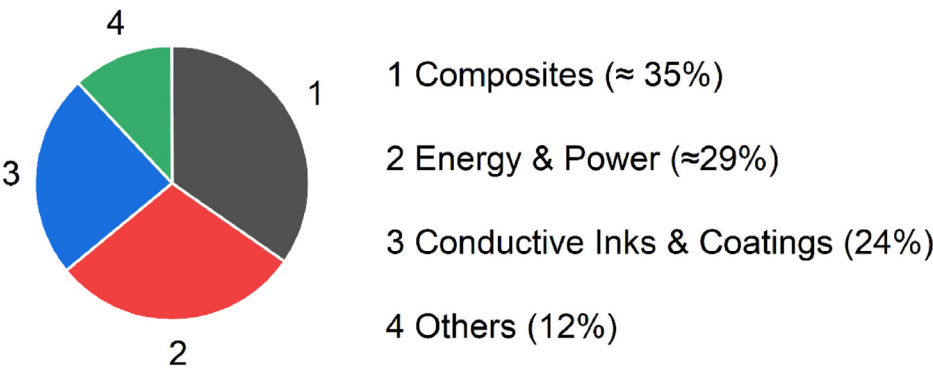 4
1
3
2
1 Composites (≈ 35%)
2 Energy & Power (≈29%)
3 Conductive Inks & Coatings (24%)
4 Others (12%)